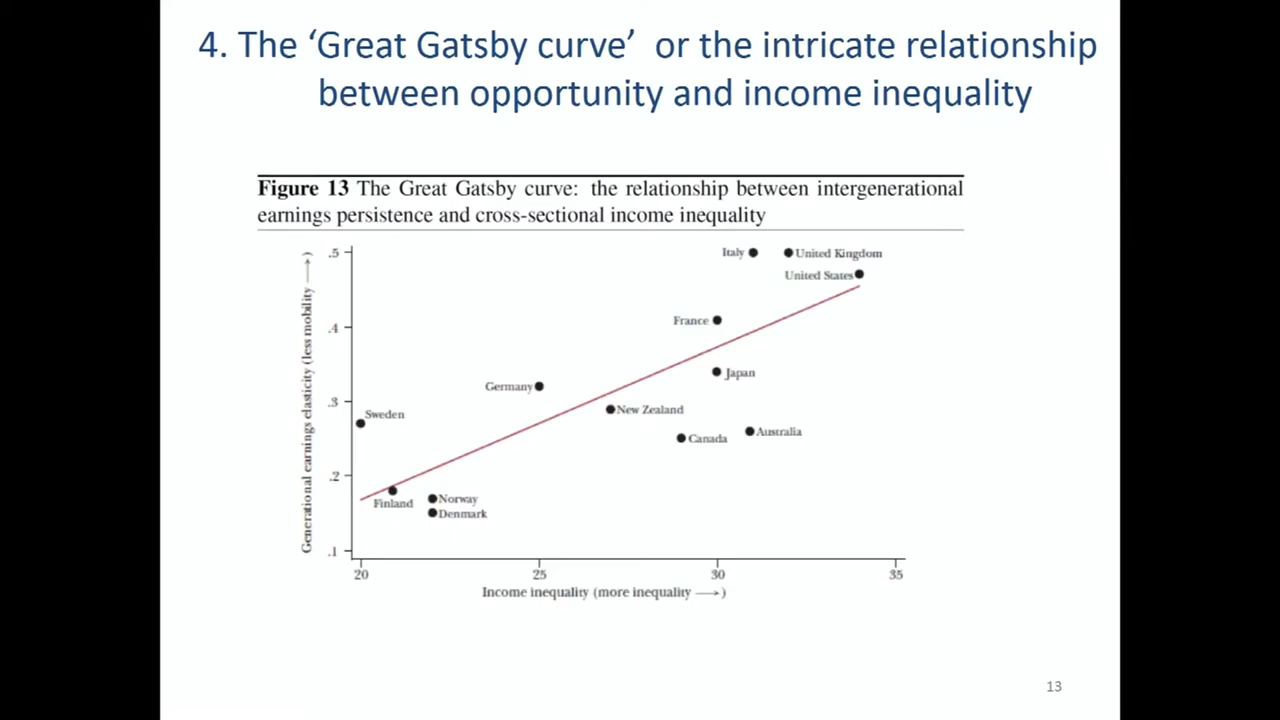 4. The ‘Great Gatsby curve’ or the intricate relationship
between opportunity and income inequality
Figure 13 The Great Gatsby curve: the relationship between intergenerational
earnings persistence and cross-sectional income inequality
Generational earnings elasticity (less mobility ⟶)
.5
.4
.3
.2
.1
Italy
United Kingdom
United States
France
Japan
Germany
New Zealand
Sweden
Canada
Australia
Finland
Norway
Denmark
20
25
30
35
Income inequality (more inequality ⟶)
13